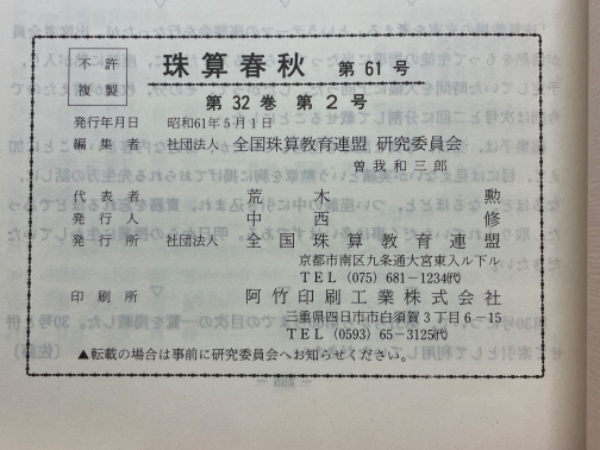 不許
複製
珠算春秋 第61号
第32巻 第2号
発行年月日 昭和61年5月1日
編集者 社団法人 全国珠算教育連盟 研究委員会
曽我和三郎
代表者 荒木勲
発行人 中西修
発行所 社団法人 全国珠算教育連盟
京都市南区九条通大宮東入ル下ル
TEL (075) 681-1234代
印刷所 阿竹印刷工業株式会社
三重県四日市市白須賀3丁目6-15
TEL (0593) 65-3125代
▲転載の場合は事前に研究委員会へお知らせください。